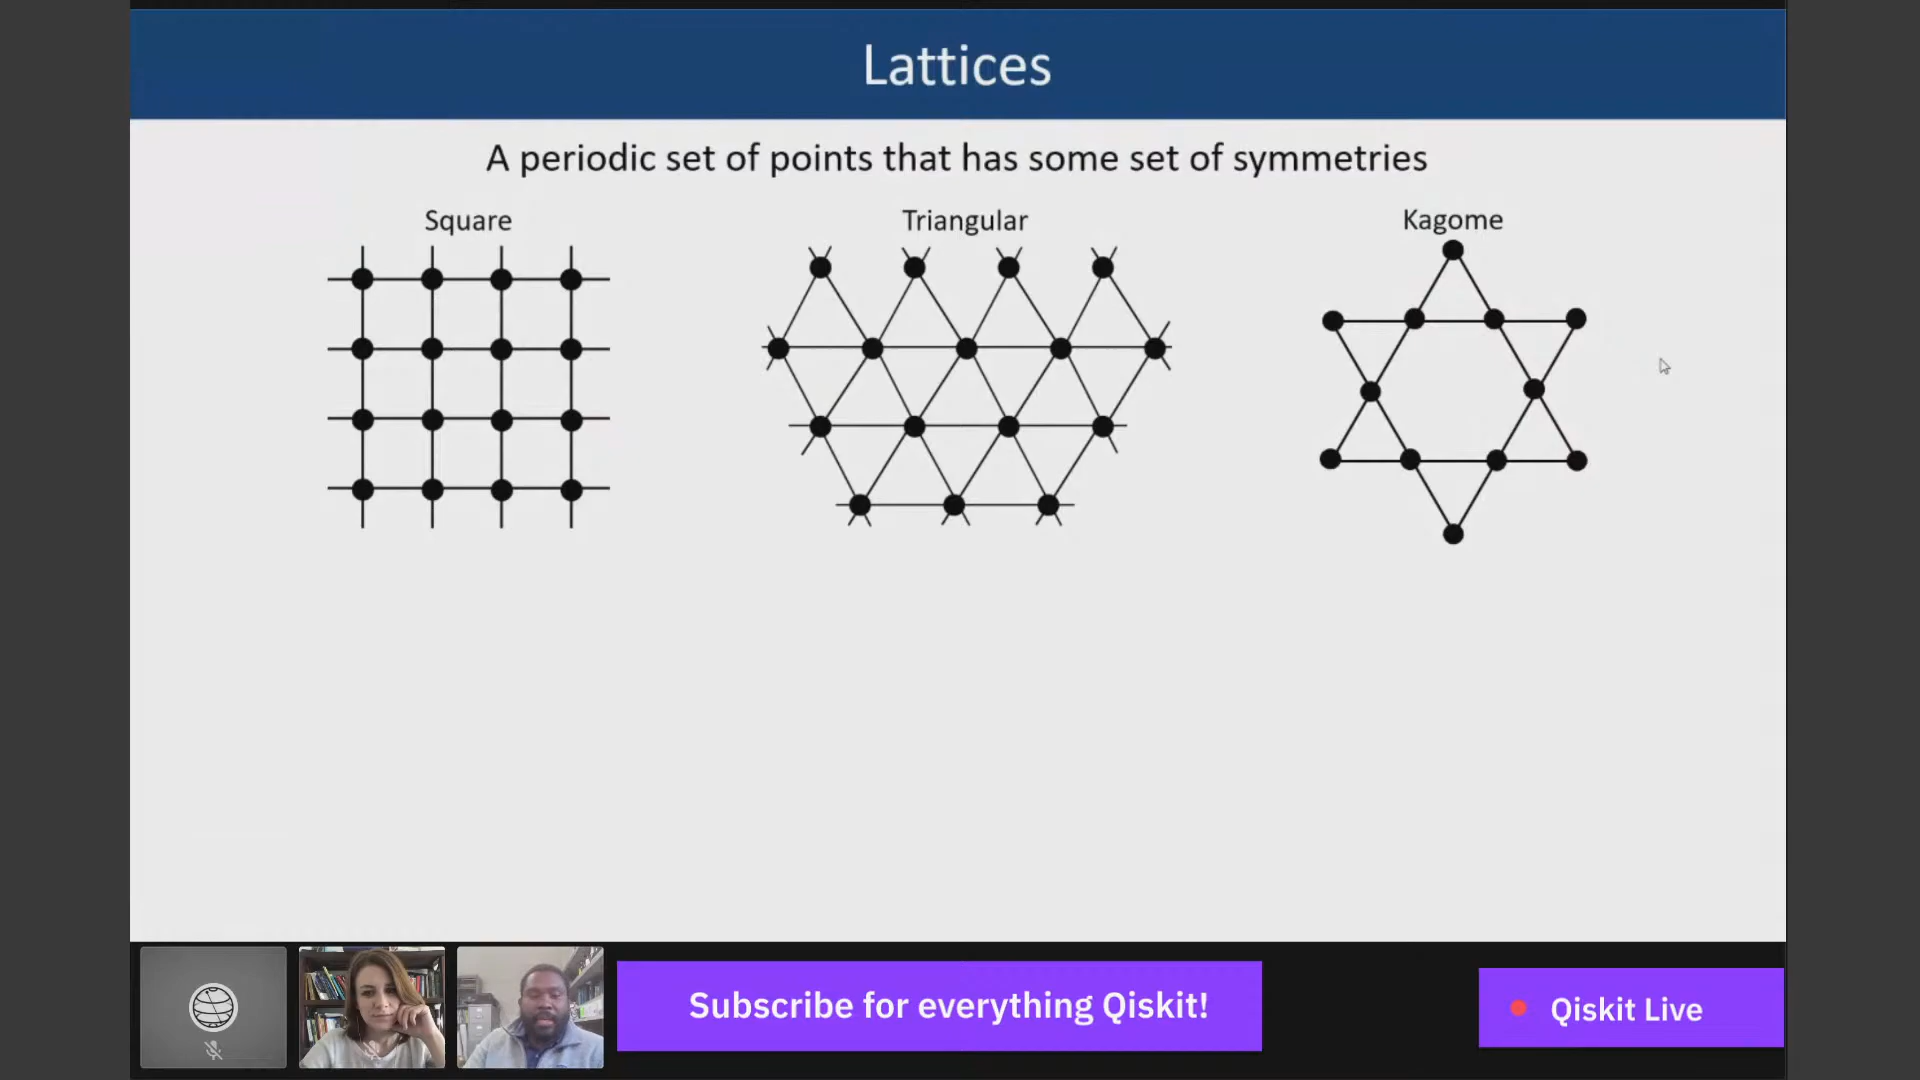 Lattices
A periodic set of points that has some set of symmetries
Square
Triangular
Kagome
Subscribe for everything Qiskit!
Qiskit Live